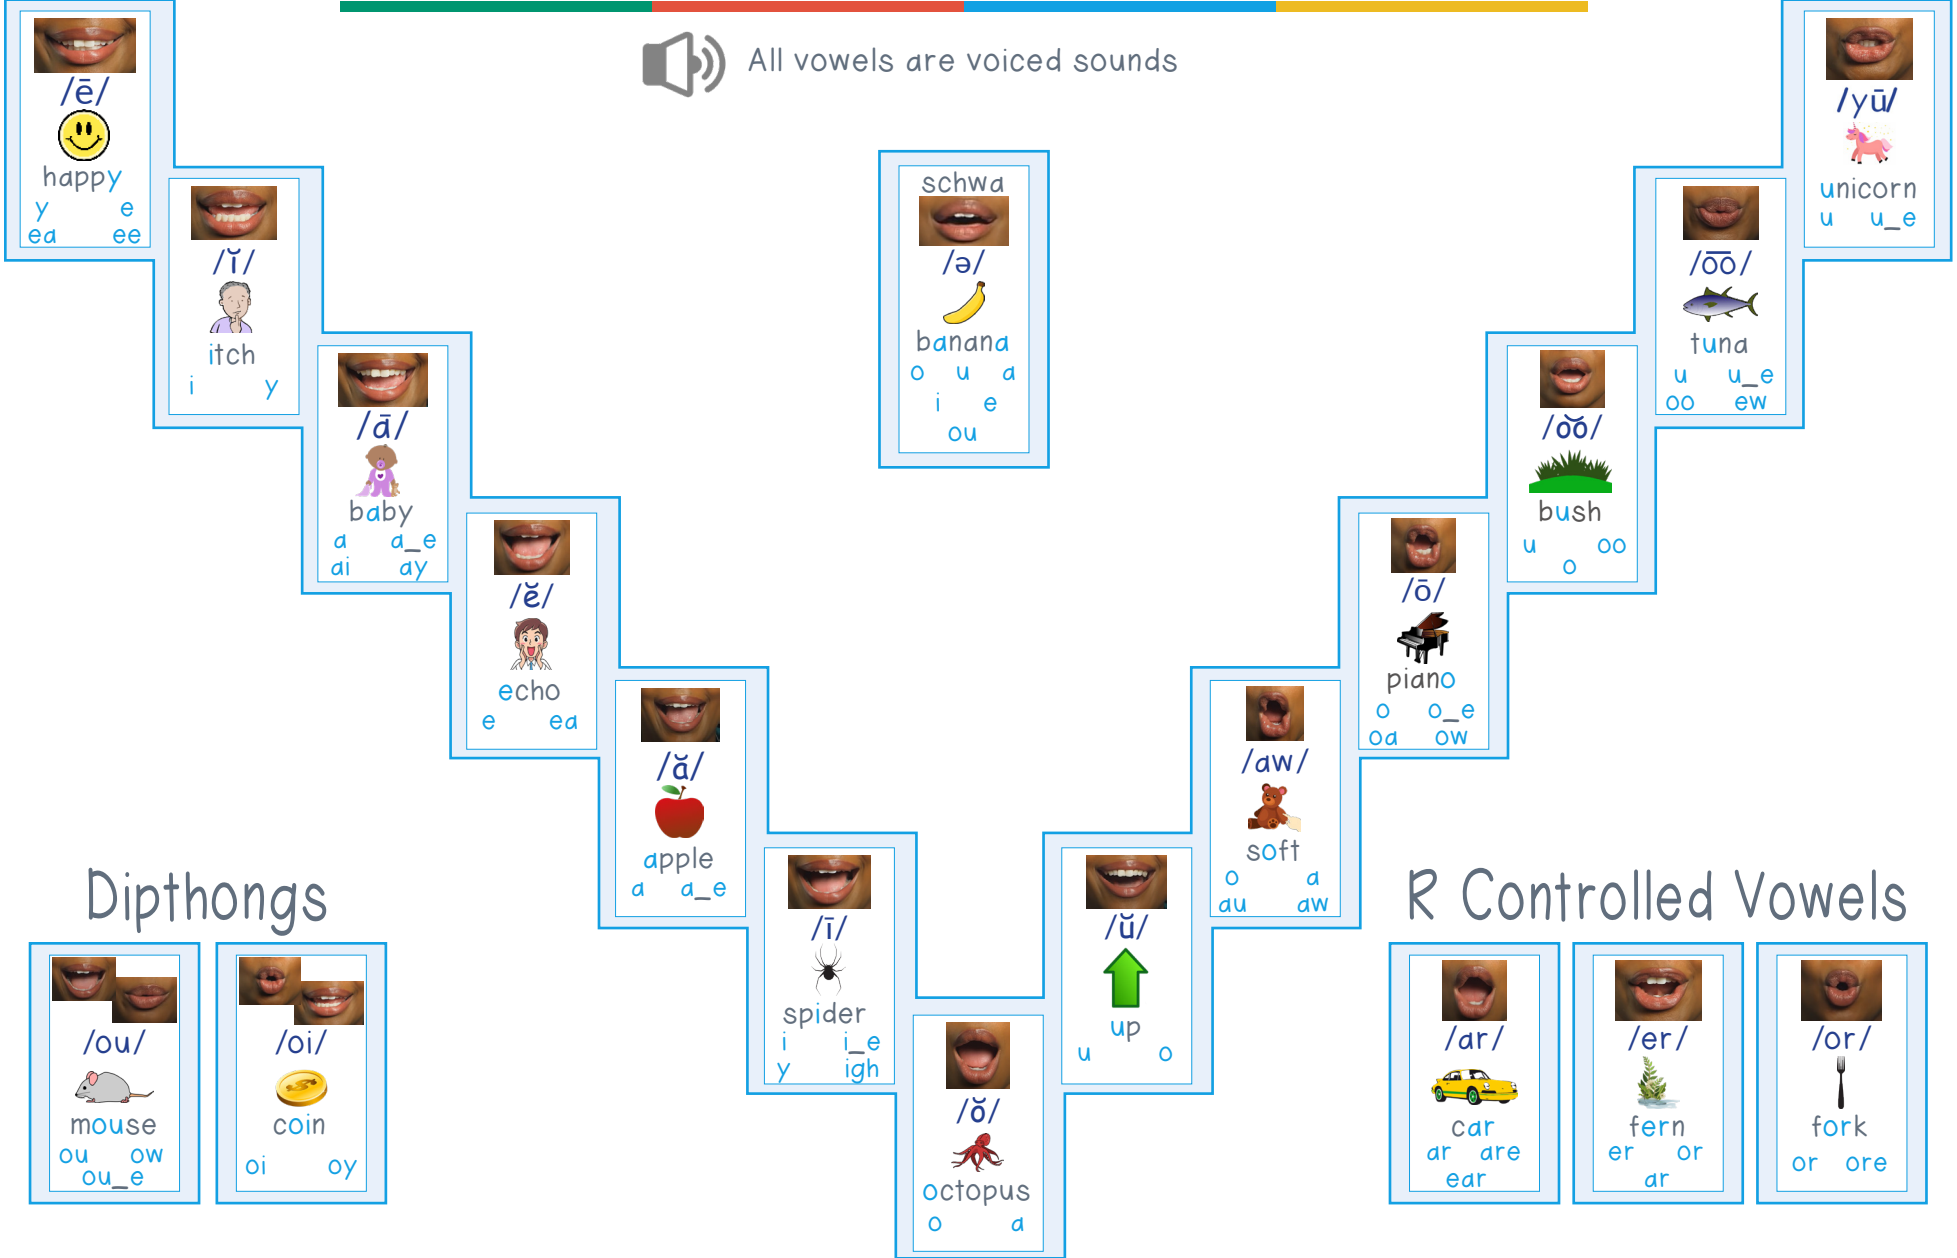 All vowels are voiced sounds
/ē/
happy
y e
ea ee
/ĭ/
itch
i y
/ā/
baby
a a_e
ai ay
/ĕ/
echo
e ea
/ă/
apple
a a_e
/ī/
spider
i i_e
y igh
/ŏ/
octopus
o a
/ŭ/
up
u o
/aw/
soft
o a
au aw
/ō/
piano
o o_e
oa ow
/o͝o/
bush
u oo
o
/o͞o/
tuna
u u_e
oo ew
/yū/
unicorn
u u_e
schwa
/ə/
banana
o u a
i e
ou
Dipthongs
/ou/
mouse
ou ow
ou_e
/oi/
coin
oi oy
R Controlled Vowels
/ar/
car
ar are
ear
/er/
fern
er or
ar
/or/
fork
or ore